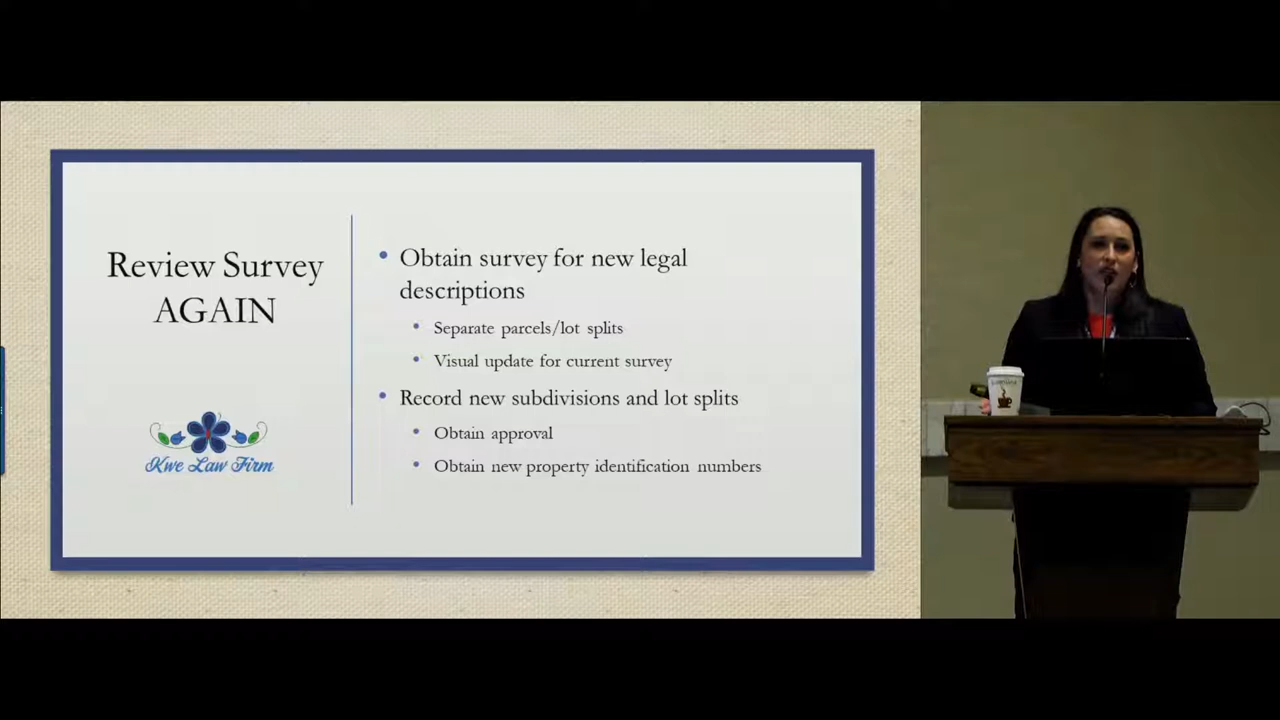 Review Survey
AGAIN
Kwe Law Firm
Obtain survey for new legal
descriptions
Separate parcels/lot splits
Visual update for current survey
Record new subdivisions and lot splits
Obtain approval
Obtain new property identification numbers